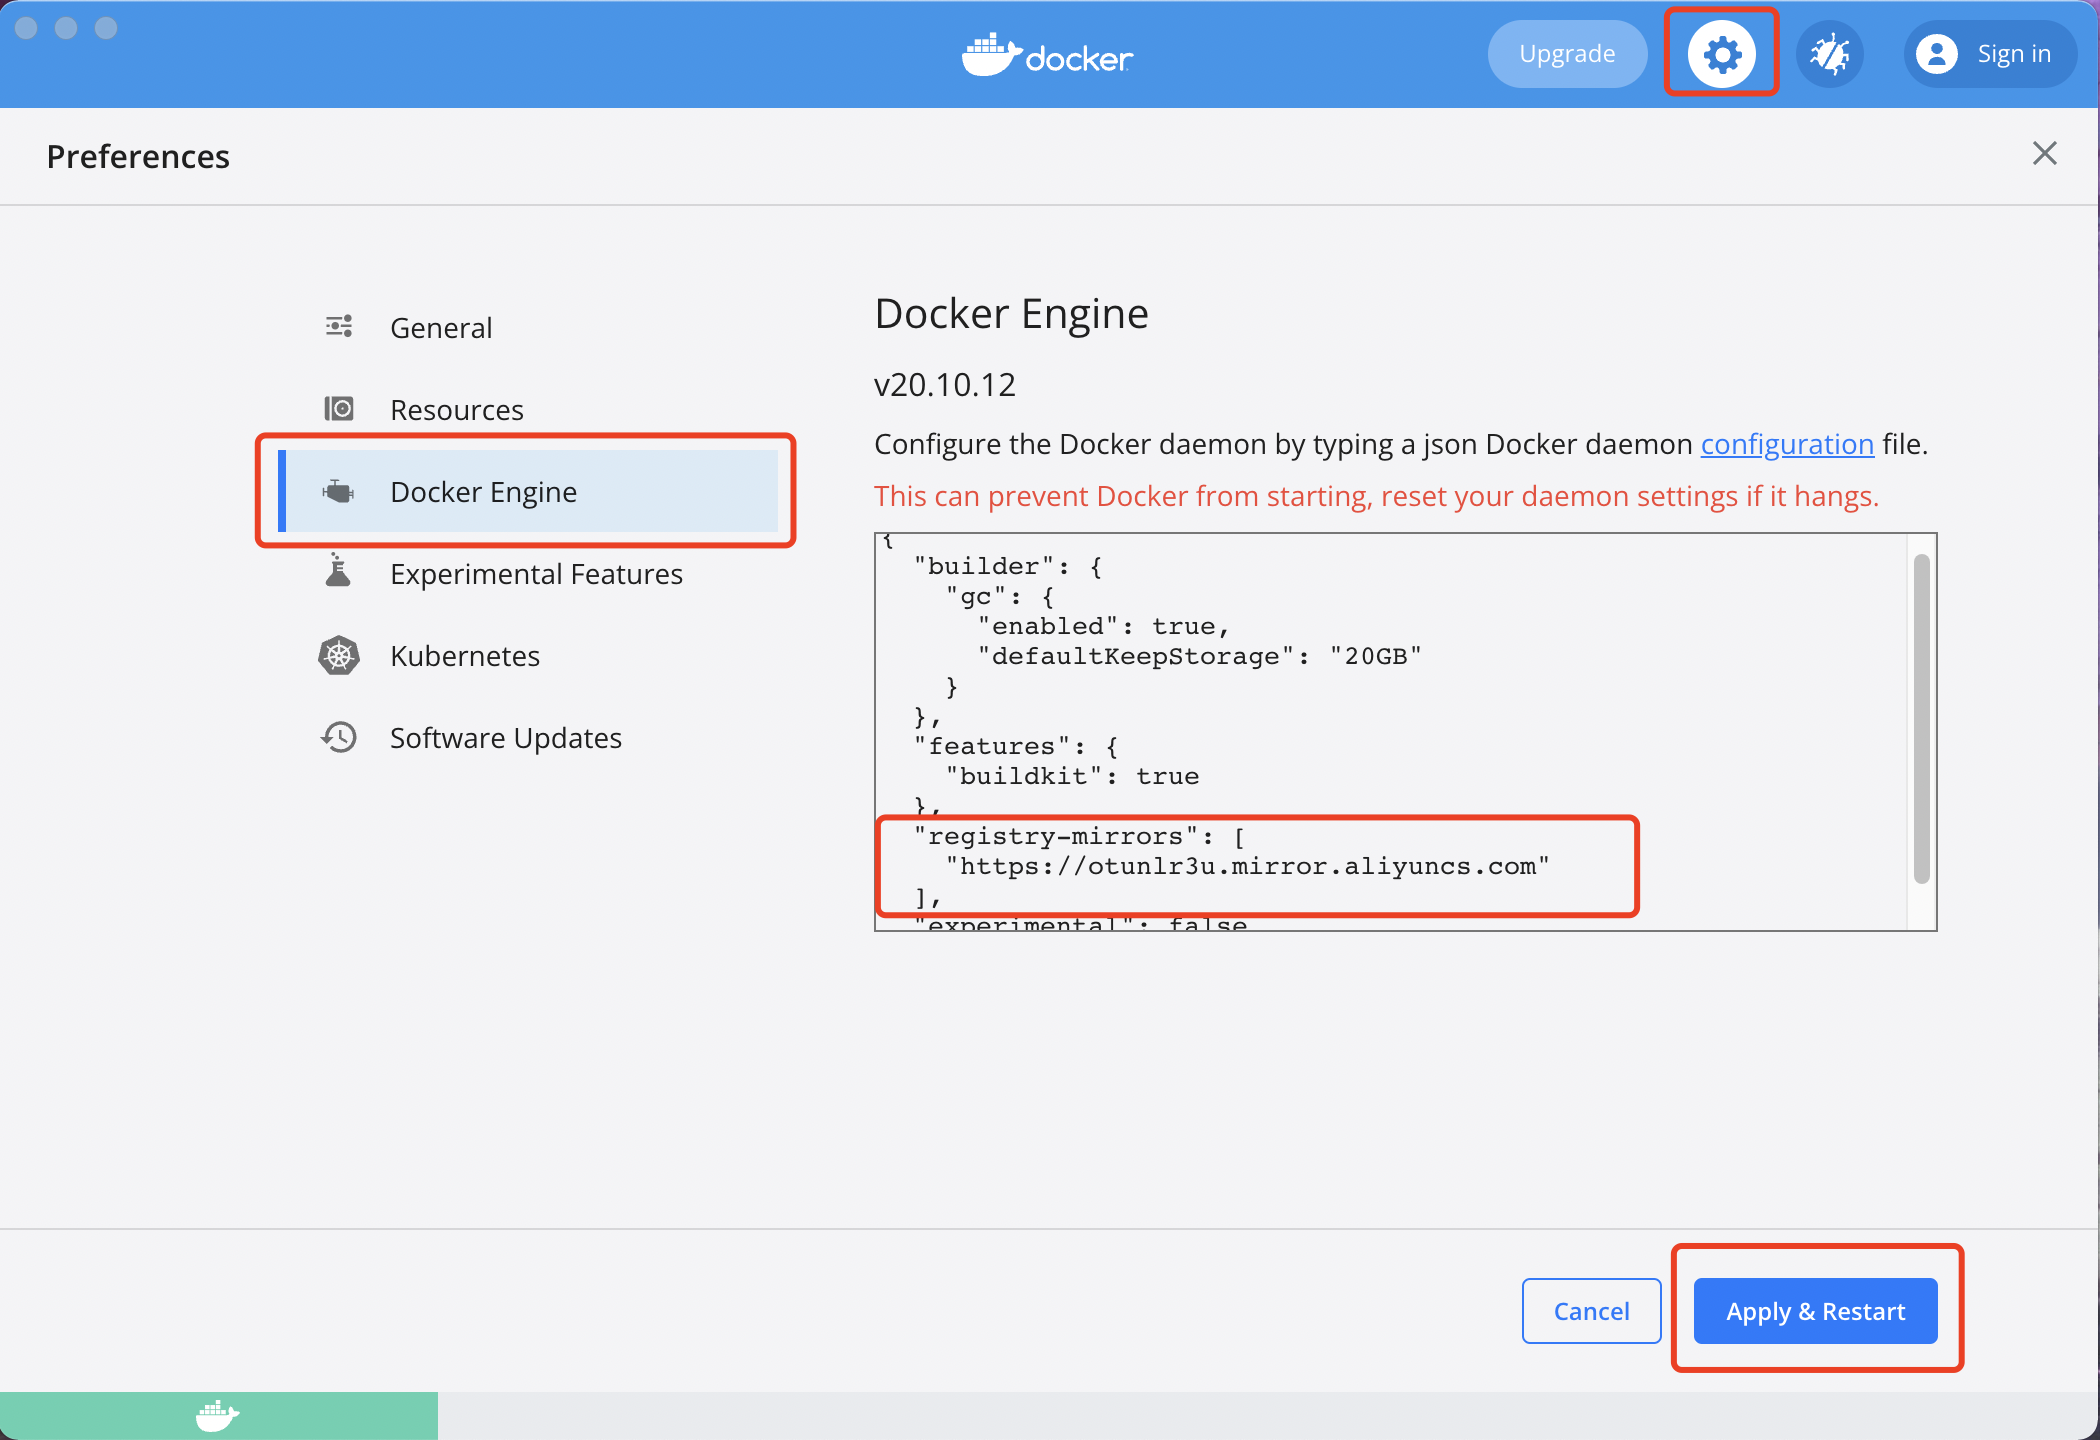 docker
Upgrade
Sign in
Preferences
General
Resources
Docker Engine
Experimental Features
Kubernetes
Software Updates
Docker Engine
v20.10.12
Configure the Docker daemon by typing a json Docker daemon configuration file.
This can prevent Docker from starting, reset your daemon settings if it hangs.
{
  "builder": {
    "gc": {
      "enabled": true,
      "defaultKeepStorage": "20GB"
    }
  },
  "features": {
    "buildkit": true
  },
  "registry-mirrors": [
    "https://otunlr3u.mirror.aliyuncs.com"
  ],
  "experimental": false
Cancel
Apply & Restart